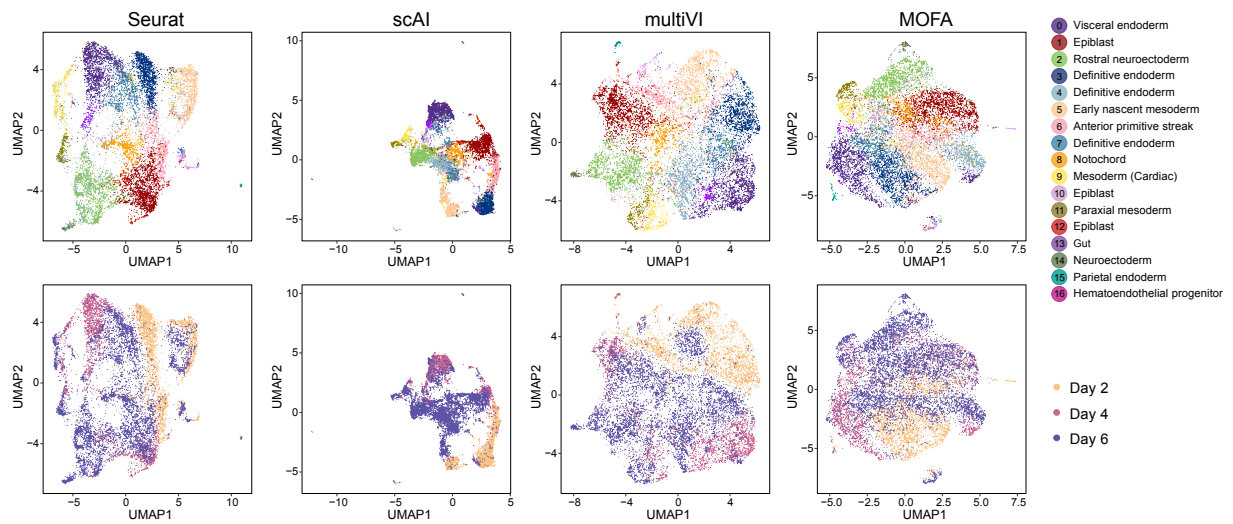 Seurat scAI multiVI MOFA
UMAP2
4
0
−4
−5 0 5 10
UMAP1
UMAP2
10
5
0
−5
−10 −5 0 5
UMAP1
UMAP2
4
0
−4
−8 −4 0 4
UMAP1
UMAP2
5
0
−5
−5.0 −2.5 0.0 2.5 5.0 7.5
UMAP1
0 Visceral endoderm
1 Epiblast
2 Rostral neuroectoderm
3 Definitive endoderm
4 Definitive endoderm
5 Early nascent mesoderm
6 Anterior primitive streak
7 Definitive endoderm
8 Notochord
9 Mesoderm (Cardiac)
10 Epiblast
11 Paraxial mesoderm
12 Epiblast
13 Gut
14 Neuroectoderm
15 Parietal endoderm
16 Hematoendothelial progenitor
UMAP2
4
0
−4
−5 0 5 10
UMAP1
UMAP2
10
5
0
−5
−10 −5 0 5
UMAP1
UMAP2
4
0
−4
−8 −4 0 4
UMAP1
UMAP2
5
0
−5
−5.0 −2.5 0.0 2.5 5.0 7.5
UMAP1
Day 2
Day 4
Day 6